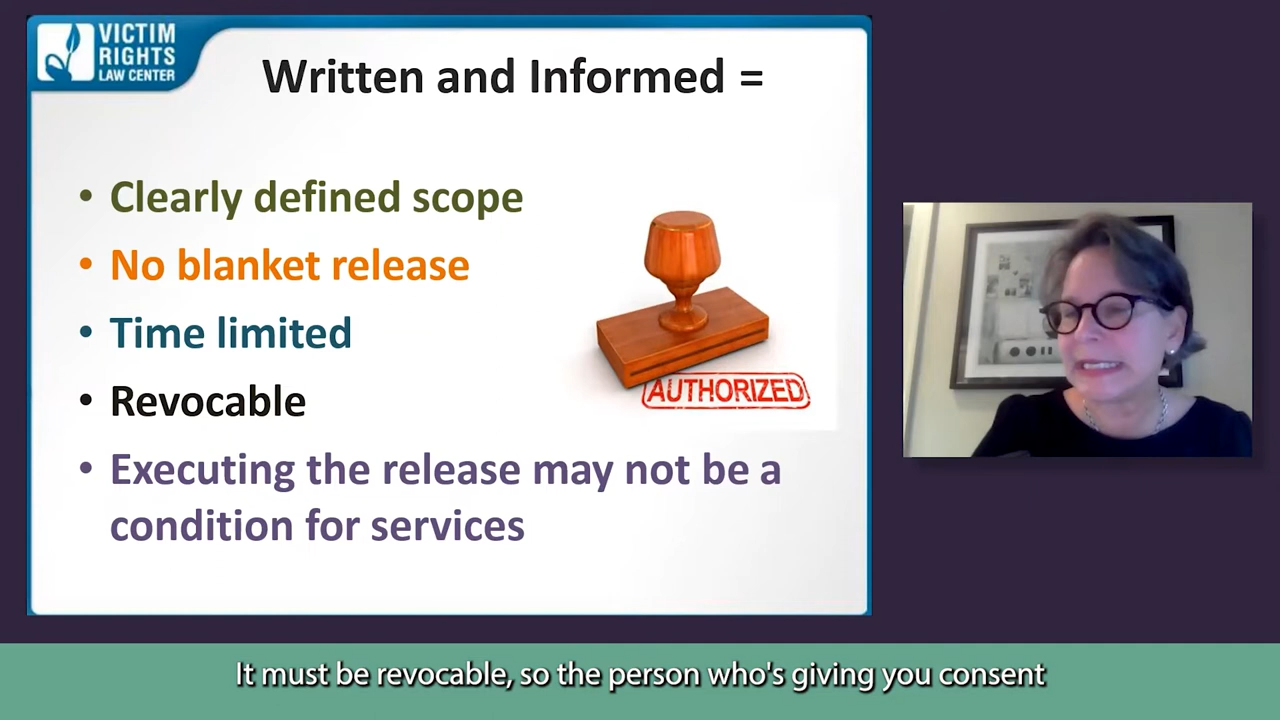 VICTIM
RIGHTS
LAW CENTER
Written and Informed =
• Clearly defined scope
• No blanket release
• Time limited
• Revocable
• Executing the release may not be a
condition for services
AUTHORIZED
It must be revocable, so the person who's giving you consent